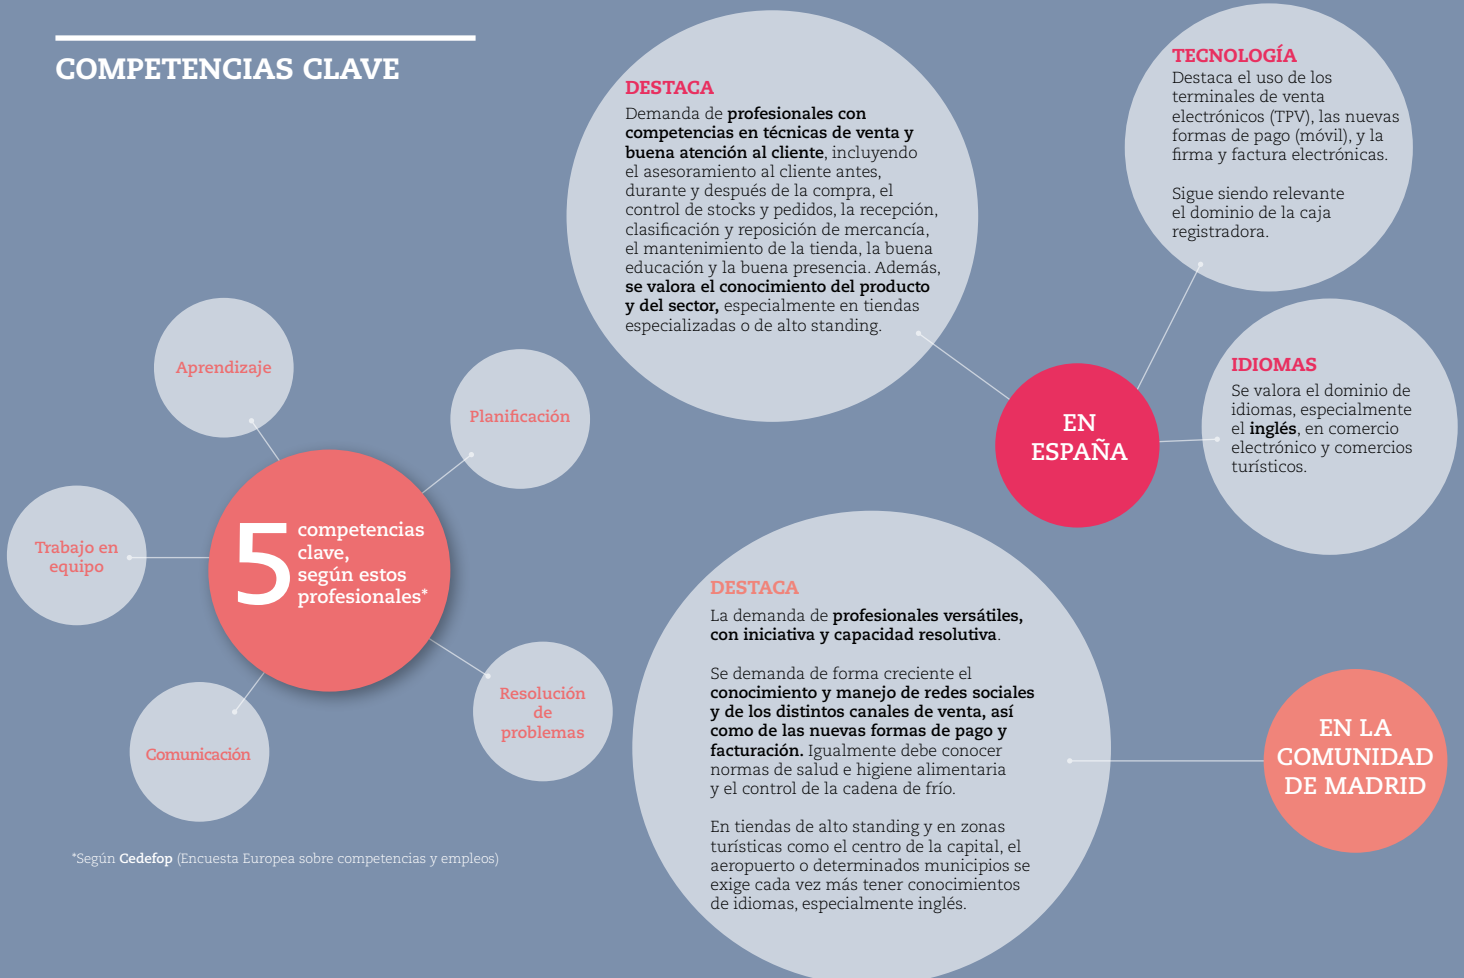 COMPETENCIAS CLAVE
Aprendizaje
Planificación
Trabajo en
equipo
5
competencias
clave,
según estos
profesionales*
Resolución
de
problemas
Comunicación
*Según Cedefop (Encuesta Europea sobre competencias y empleos)
DESTACA
Demanda de profesionales con
competencias en técnicas de venta y
buena atención al cliente, incluyendo
el asesoramiento al cliente antes,
durante y después de la compra, el
control de stocks y pedidos, la recepción,
clasificación y reposición de mercancía,
el mantenimiento de la tienda, la buena
educación y la buena presencia. Además,
se valora el conocimiento del producto
y del sector, especialmente en tiendas
especializadas o de alto standing.
TECNOLOGÍA
Destaca el uso de los
terminales de venta
electrónicos (TPV), las nuevas
formas de pago (móvil), y la
firma y factura electrónicas.
Sigue siendo relevante
el dominio de la caja
registradora.
EN
ESPAÑA
IDIOMAS
Se valora el dominio de
idiomas, especialmente
el inglés, en comercio
electrónico y comercios
turísticos.
DESTACA
La demanda de profesionales versátiles,
con iniciativa y capacidad resolutiva.
Se demanda de forma creciente el
conocimiento y manejo de redes sociales
y de los distintos canales de venta, así
como de las nuevas formas de pago y
facturación. Igualmente debe conocer
normas de salud e higiene alimentaria
y el control de la cadena de frío.
En tiendas de alto standing y en zonas
turísticas como el centro de la capital, el
aeropuerto o determinados municipios se
exige cada vez más tener conocimientos
de idiomas, especialmente inglés.
EN LA
COMUNIDAD
DE MADRID